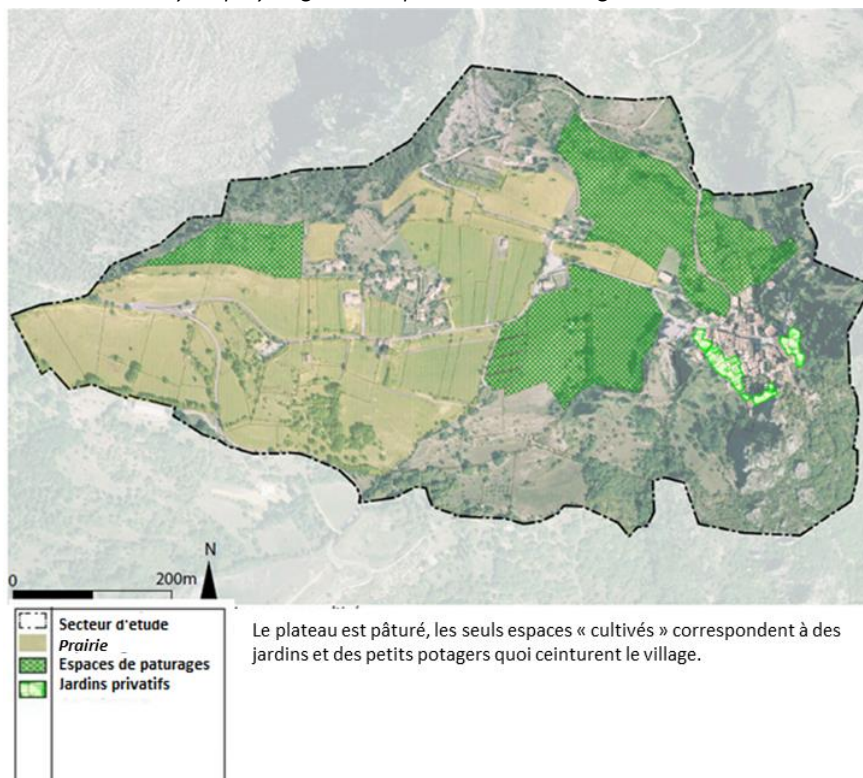 N
0 200m
Secteur d'etude
Prairie
Espaces de paturages
Jardins privatifs
Le plateau est pâturé, les seuls espaces « cultivés » correspondent à des
jardins et des petits potagers quoi ceinturent le village.